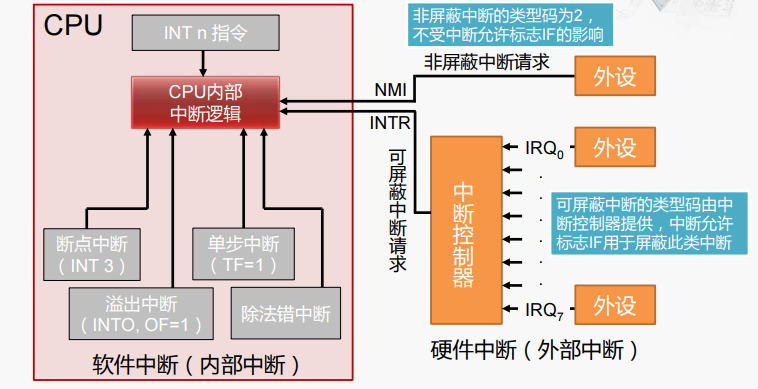 CPU
INT n 指令
CPU内部
中断逻辑
断点中断
（INT 3）
单步中断
（TF=1）
溢出中断
（INTO, OF=1）
除法错中断
软件中断（内部中断）
非屏蔽中断的类型码为2，
不受中断允许标志IF的影响
非屏蔽中断请求
NMI
INTR
可屏蔽中断请求
外设
中断控制器
IRQ0
外设
可屏蔽中断的类型码由中
断控制器提供，中断允许
标志IF用于屏蔽此类中断
IRQ7
外设
硬件中断（外部中断）